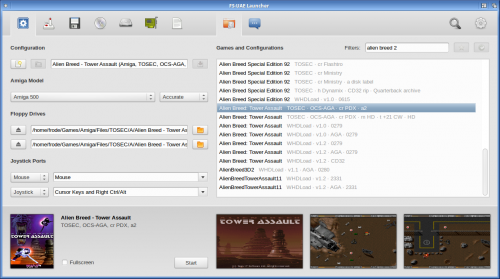 FS-UAE Launcher
Configuration
Alien Breed - Tower Assault (Amiga, TOSEC, OCS-AGA...
Amiga Model
Amiga 500
Accurate
Floppy Drives
/home/frode/Games/Amiga/Files/TOSEC/A/Alien Breed - Tower As
/home/frode/Games/Amiga/Files/TOSEC/A/Alien Breed - Tower As
Joystick Ports
Mouse
Mouse
Joystick
Cursor Keys and Right Ctrl/Alt
Games and Configurations
Filters:
alien breed 2
Alien Breed Special Edition 92 TOSEC · cr Flashtro
Alien Breed Special Edition 92 TOSEC · cr Ministry
Alien Breed Special Edition 92 TOSEC · cr Ministry · a disk label
Alien Breed Special Edition 92 TOSEC · h Dynamic · CD32 rip · Quarterback archive
Alien Breed Special Edition 92 WHDLoad · v1.0 · 0015
Alien Breed: Tower Assault TOSEC · OCS-AGA · cr PDX · a2
Alien Breed: Tower Assault TOSEC · OCS-AGA · cr PDX · nt HD · t +21 CW · HD
Alien Breed: Tower Assault WHDLoad · v1.0 · 0279
Alien Breed: Tower Assault WHDLoad · v1.1 · AGA · 0279
Alien Breed: Tower Assault WHDLoad · v1.2 · 0279
Alien Breed: Tower Assault WHDLoad · v1.2 · AGA · 0279
Alien Breed: Tower Assault WHDLoad · v1.2 · CD32
AlienBreed3D2 WHDLoad · v1.1 · AGA · 0280
AlienBreedTowerAssault11 WHDLoad · v1.2 · 2331
AlienBreedTowerAssault11 WHDLoad · v1.2 · AGA · 2331
Alien Breed - Tower Assault
TOSEC, OCS-AGA, cr PDX, a2
Fullscreen
Start
TOWER ASSAULT